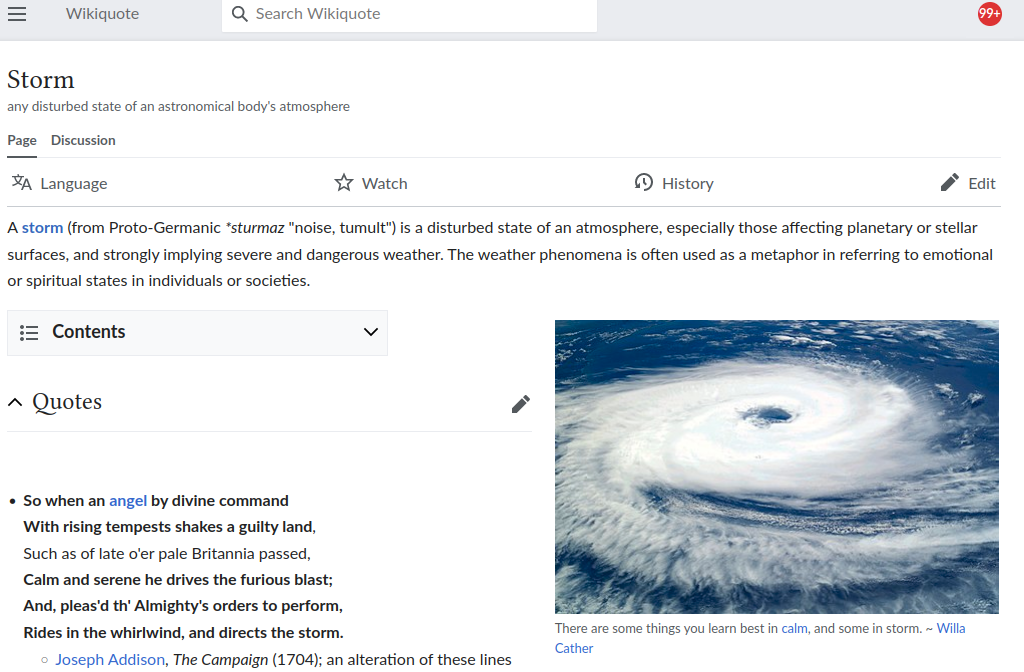 Wikiquote
Search Wikiquote
99+
Storm
any disturbed state of an astronomical body's atmosphere
Page Discussion
Language Watch History Edit
A storm (from Proto-Germanic *sturmaz "noise, tumult") is a disturbed state of an atmosphere, especially those affecting planetary or stellar
surfaces, and strongly implying severe and dangerous weather. The weather phenomena is often used as a metaphor in referring to emotional
or spiritual states in individuals or societies.
Contents
Quotes
• So when an angel by divine command
With rising tempests shakes a guilty land,
Such as of late o'er pale Britannia passed,
Calm and serene he drives the furious blast;
And, pleas'd th' Almighty's orders to perform,
Rides in the whirlwind, and directs the storm.
○ Joseph Addison, The Campaign (1704); an alteration of these lines
There are some things you learn best in calm, and some in storm. ~ Willa
Cather